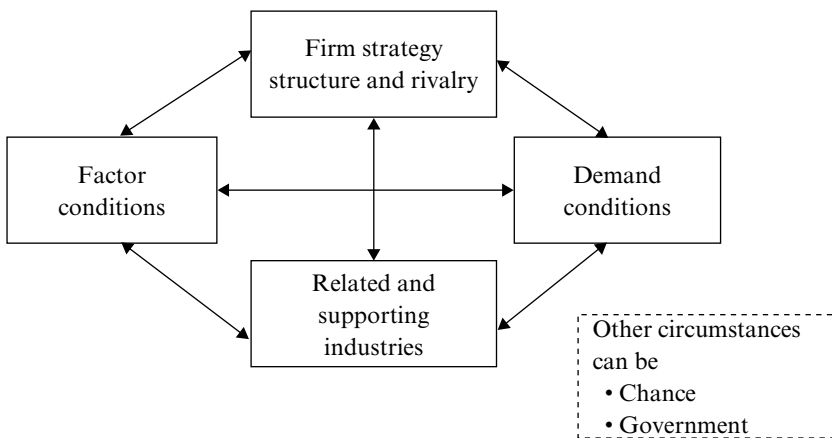 Firm strategy
structure and rivalry
Factor
conditions
Demand
conditions
Related and
supporting
industries
Other circumstances
can be
• Chance
• Government